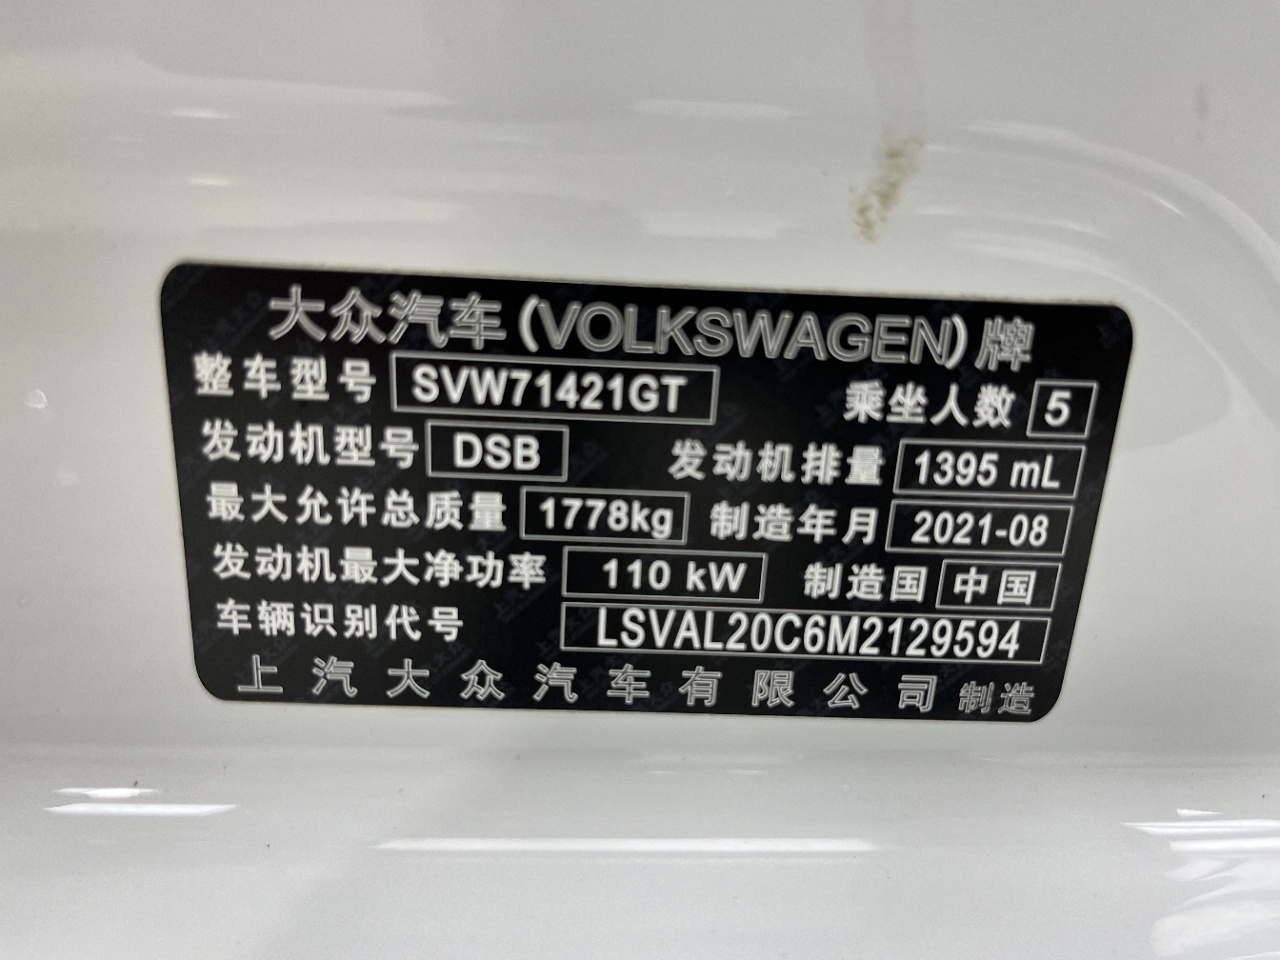 大众汽车(VOLKSWAGEN)牌
整车型号 SVW71421GT 乘坐人数 5
发动机型号 DSB 发动机排量 1395 mL
最大允许总质量 1778kg 制造年月 2021-08
发动机最大净功率 110 kW 制造国 中国
车辆识别代号 LSVAL20C6M2129594
上汽大众汽车有限公司 制造